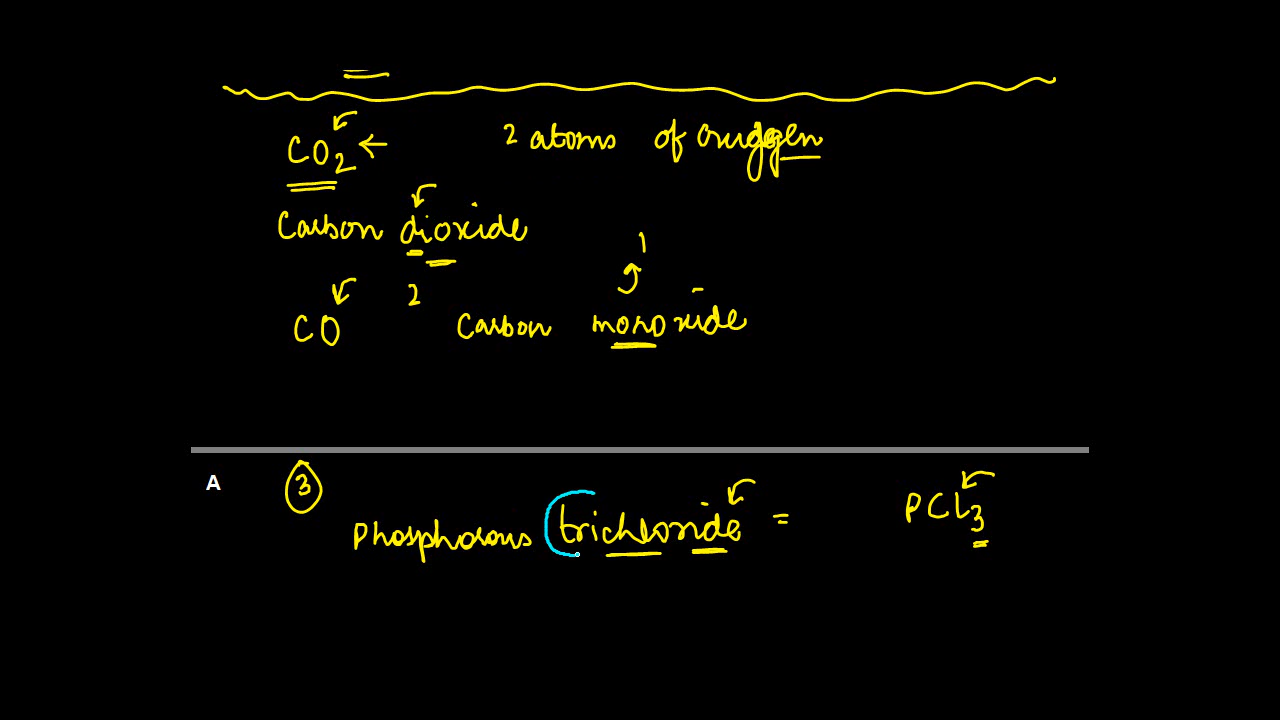 CO2 ← 2 atoms of oxygen
Carbon dioxide
1
2
CO Carbon monoxide
A 3
Phosphorous trichloride = PCl3